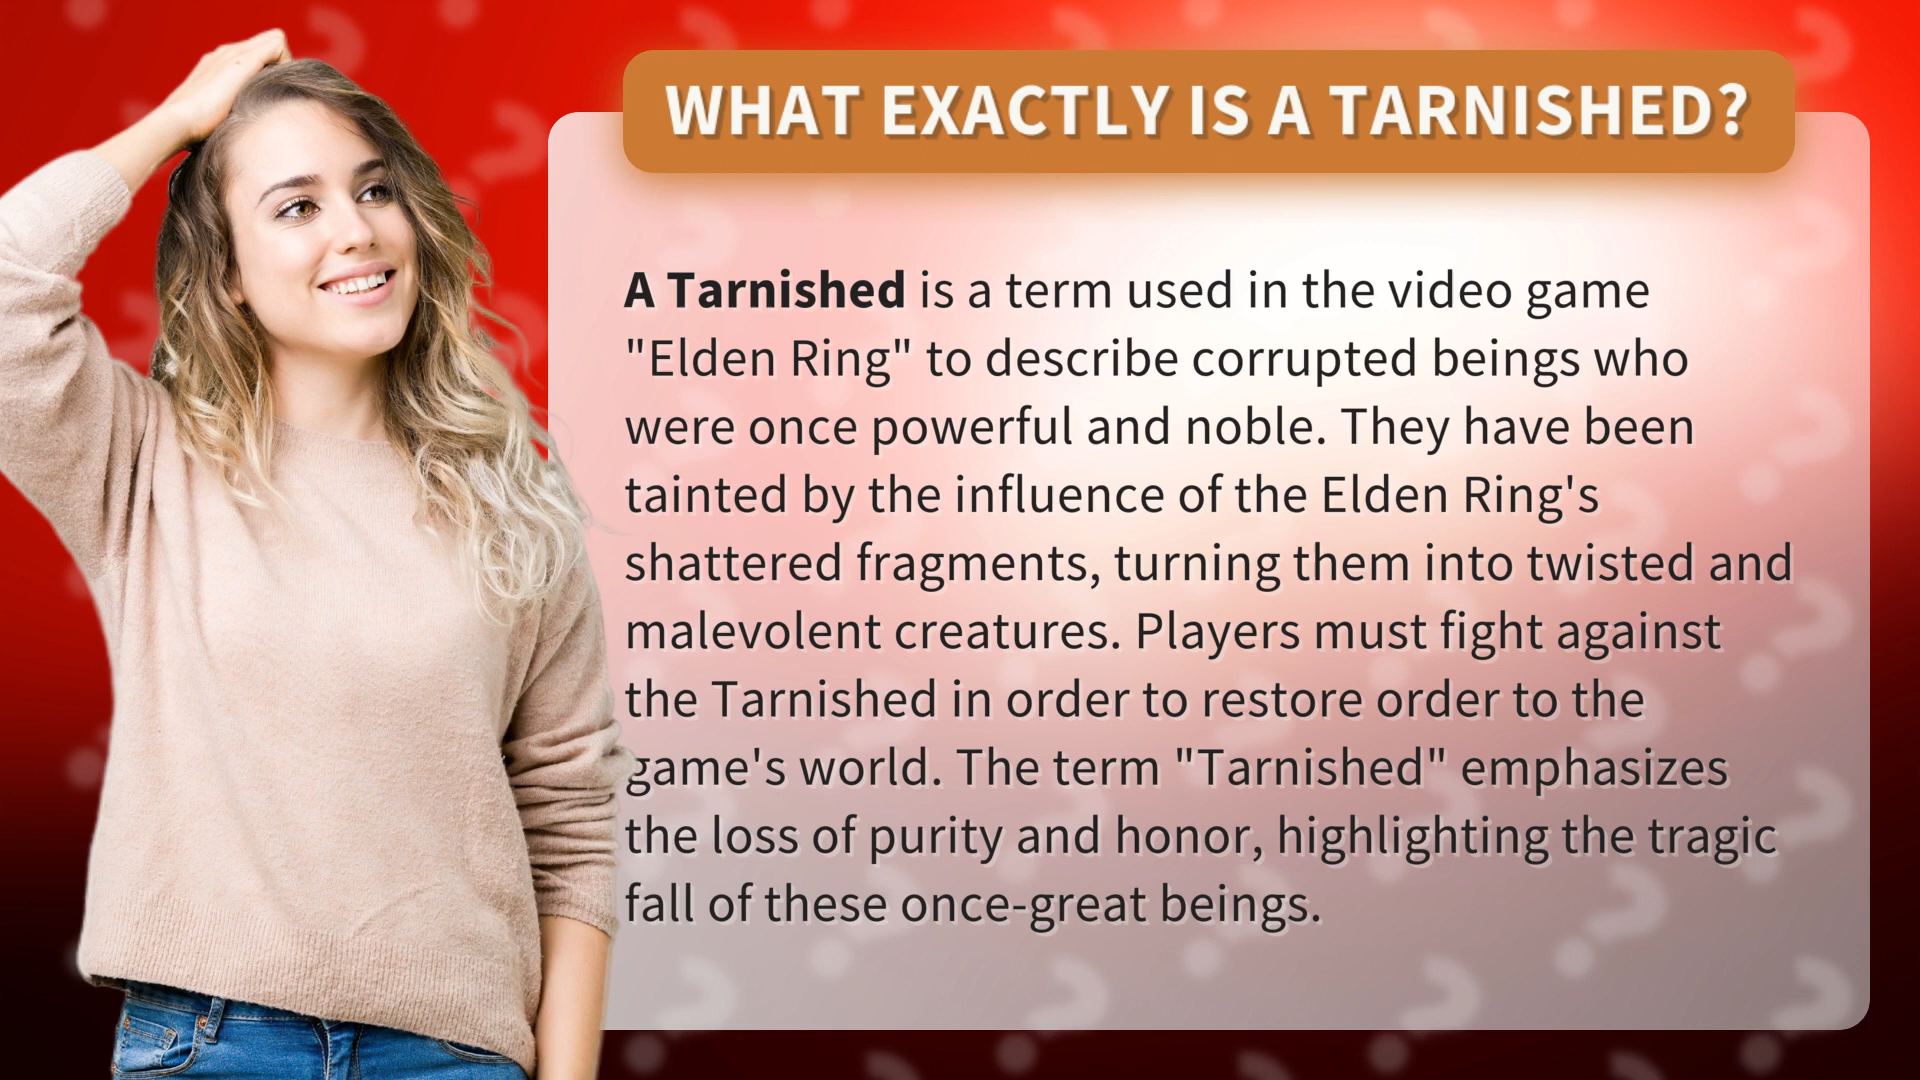 WHAT EXACTLY IS A TARNISHED?
A Tarnished is a term used in the video game
"Elden Ring" to describe corrupted beings who
were once powerful and noble. They have been
tainted by the influence of the Elden Ring's
shattered fragments, turning them into twisted and
malevolent creatures. Players must fight against
the Tarnished in order to restore order to the
game's world. The term "Tarnished" emphasizes
the loss of purity and honor, highlighting the tragic
fall of these once-great beings.